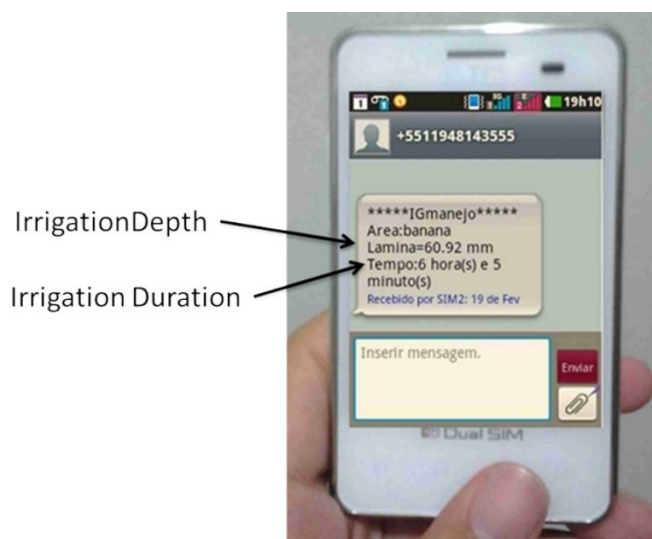 IrrigationDepth
Irrigation Duration
19h10
+5511948143555
*****IGmanejo*****
Area:banana
Lamina=60.92 mm
Tempo:6 hora(s) e 5
minuto(s)
Recebido por SIM2: 19 de Fev
Inserir mensagem.
Enviar
Dual SIM